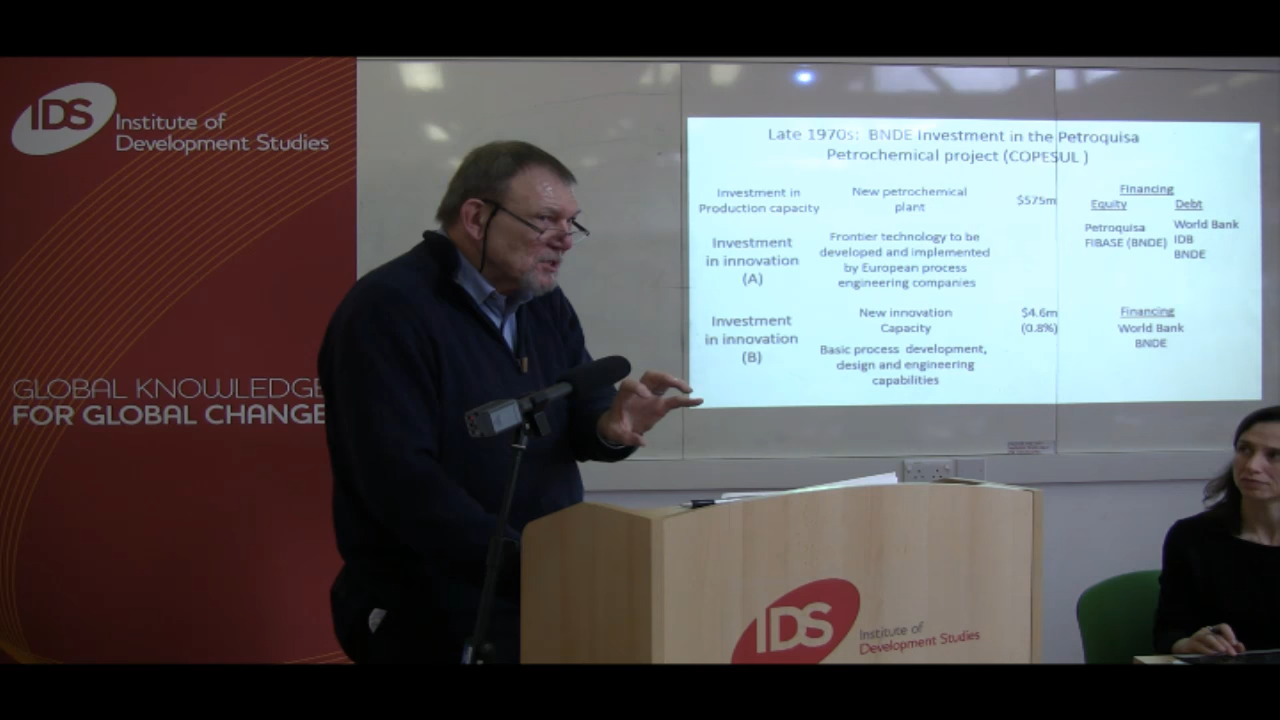 IDS
Institute of
Development Studies
GLOBAL KNOWLEDGE
FOR GLOBAL CHANGE
Late 1970s: BNDE Investment in the Petroquisa
Petrochemical project (COPESUL )
Investment in
Production capacity
New petrochemical
plant
$575m
Financing
Equity
Debt
Petroquisa
FIBASE (BNDE)
World Bank
IDB
BNDE
Investment
in innovation
(A)
Frontier technology to be
developed and implemented
by European process
engineering companies
Investment
in innovation
(B)
New innovation
Capacity
Basic process development,
design and engineering
capabilities
$4.6m
(0.8%)
Financing
World Bank
BNDE
IDS
Institute of
Development Studies